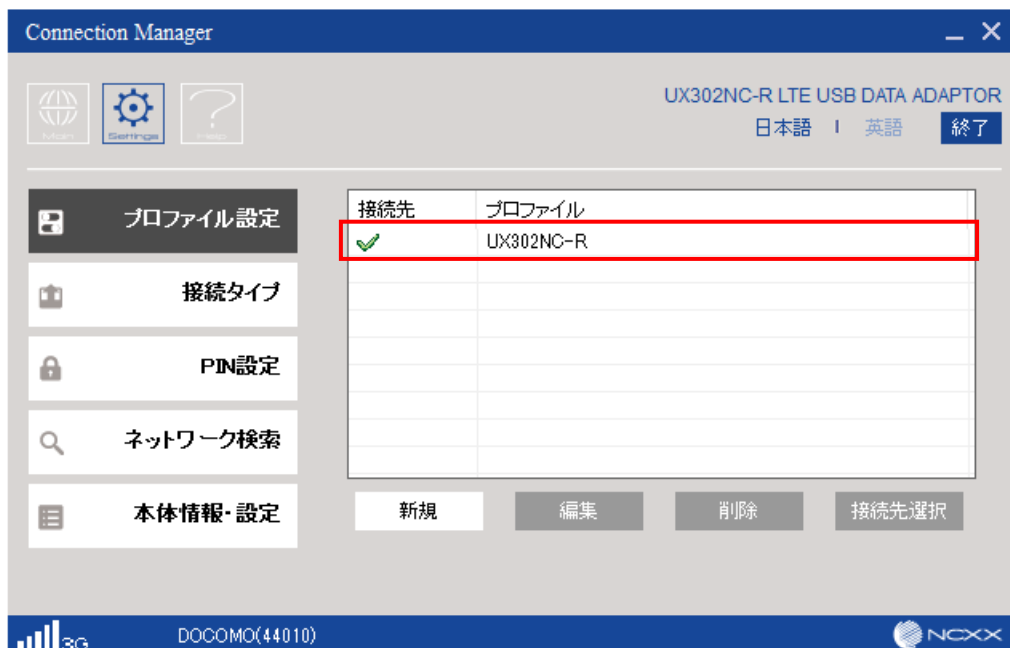 Connection Manager
Main
Settings
Help
UX302NC-R LTE USB DATA ADAPTOR
日本語 | 英語 終了
プロファイル設定
接続タイプ
PIN設定
ネットワーク検索
本体情報・設定
接続先 プロファイル
UX302NC-R
新規 編集 削除 接続先選択
3G DOCOMO(44010) NCXX